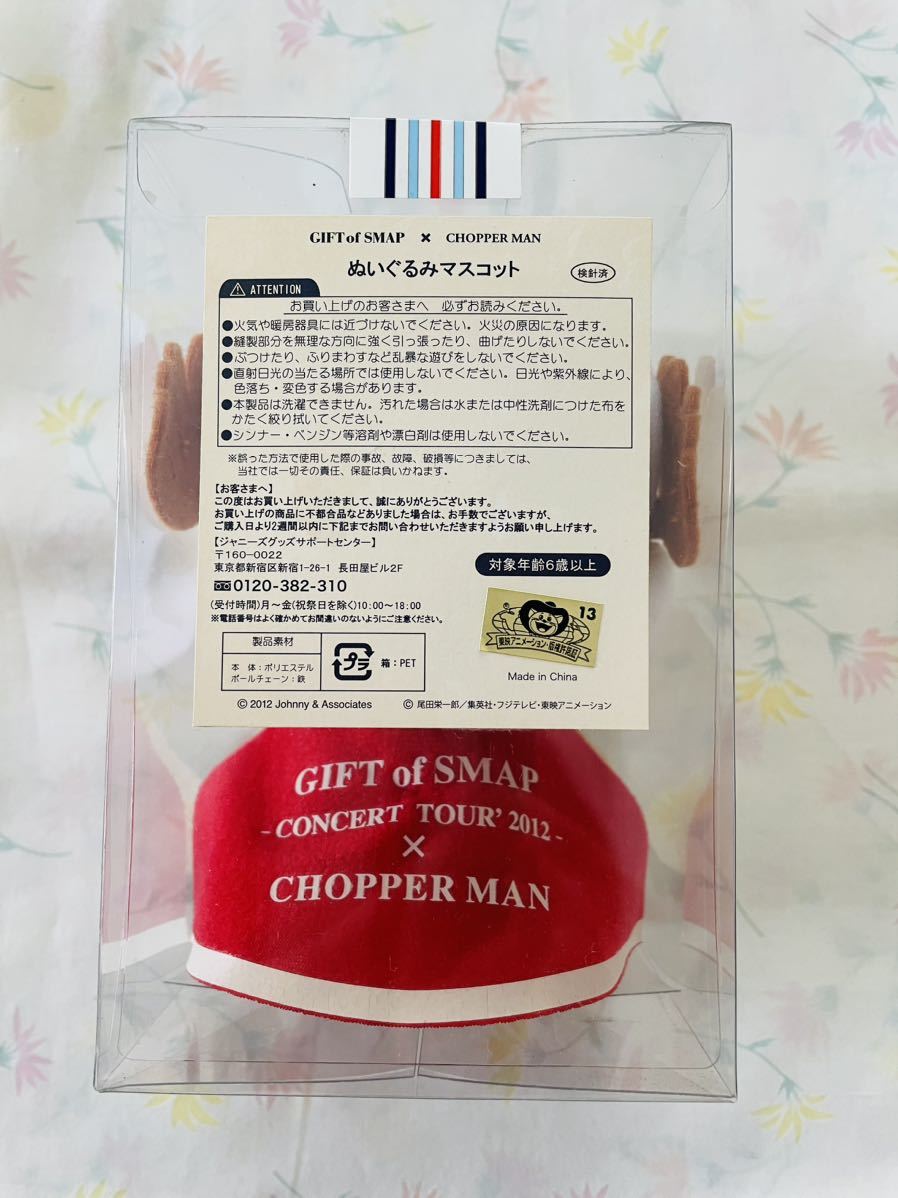 GIFT of SMAP × CHOPPER MAN
ぬいぐるみマスコット
検針済
ATTENTION
お買い上げのお客さまへ 必ずお読みください。
●火気や暖房器具には近づけないでください。火災の原因になります。
●縫製部分を無理な方向に強く引っ張ったり、曲げたりしないでください。
●ぶつけたり、ふりまわすなど乱暴な遊びをしないでください。
●直射日光の当たる場所では使用しないでください。日光や紫外線により、
色落ち・変色する場合があります。
●本製品は洗濯できません。汚れた場合は水または中性洗剤につけた布を
かたく絞り拭いてください。
●シンナー・ベンジン等溶剤や漂白剤は使用しないでください。
※誤った方法で使用した際の事故、故障、破損等につきましては、
当社では一切その責任、保証は負いかねます。
【お客さまへ】
この度はお買い上げいただきまして、誠にありがとうございます。
お買い上げの商品に不都合品などありました場合は、お手数でございますが、
ご購入日より2週間以内に下記までお問い合わせいただきますようお願い申し上げます。
【ジャニーズグッズサポートセンター】
〒160-0022
東京都新宿区新宿1-26-1 長田屋ビル2F
0120-382-310
(受付時間)月～金(祝祭日を除く)10:00～18:00
※電話番号はよく確かめてお間違いのないようにご注意ください。
対象年齢6歳以上
13
東映アニメーション・版権許諾証
Made in China
製品素材
本 体：ポリエステル
ボールチェーン：鉄
プラ
箱：PET
© 2012 Johnny & Associates © 尾田栄一郎／集英社・フジテレビ・東映アニメーション
GIFT of SMAP
- CONCERT TOUR' 2012 -
×
CHOPPER MAN